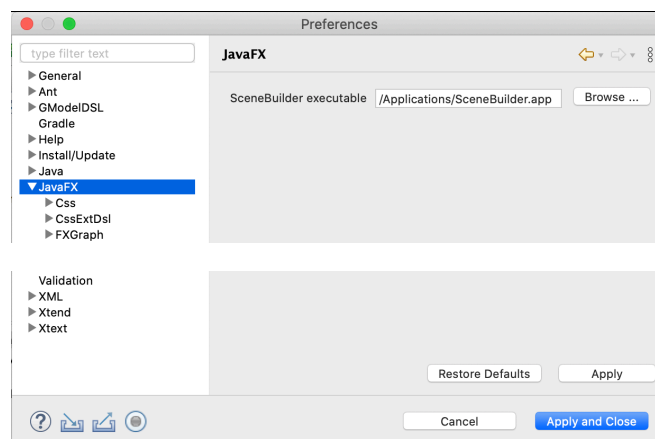 Preferences
type filter text
JavaFX
General
Ant
GModelDSL
Gradle
Help
Install/Update
Java
JavaFX
Css
CssExtDsl
FXGraph
SceneBuilder executable
/Applications/SceneBuilder.app
Browse ...
Validation
XML
Xtend
Xtext
Restore Defaults
Apply
?
Cancel
Apply and Close